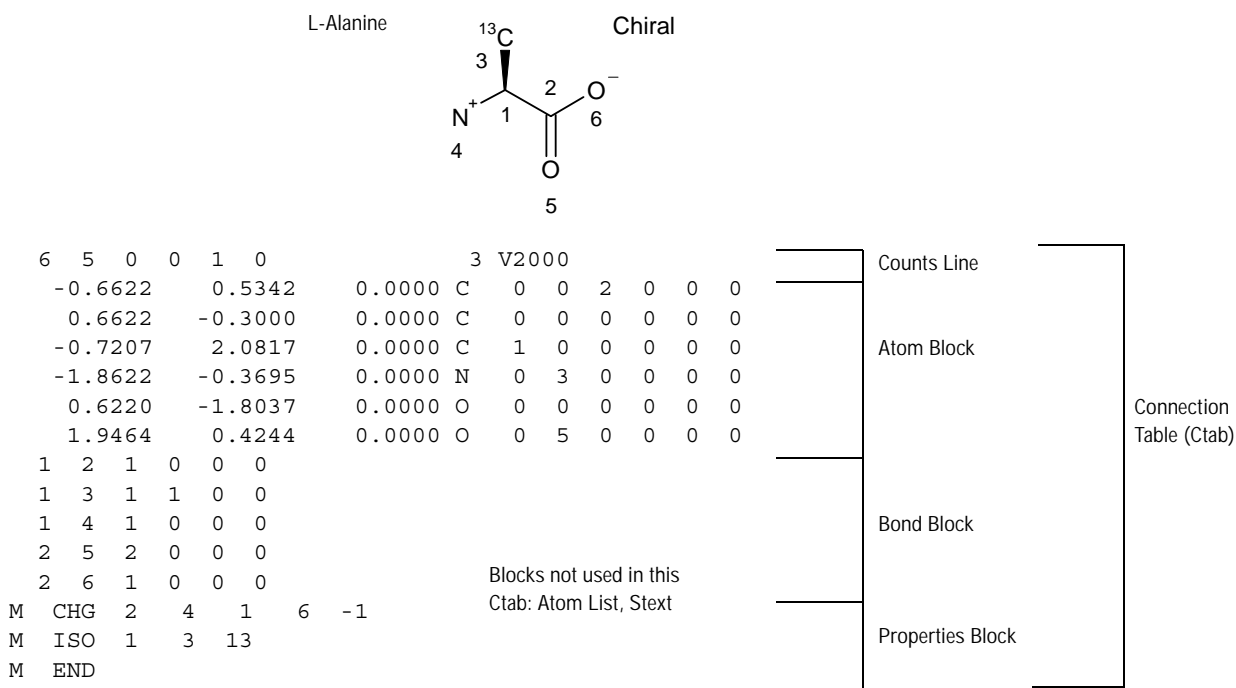 L-Alanine
13C
Chiral
3
2
O−
N+
1
6
4
O
5
6 5 0 0 1 0 3 V2000
-0.6622 0.5342 0.0000 C 0 0 2 0 0 0
0.6622 -0.3000 0.0000 C 0 0 0 0 0 0
-0.7207 2.0817 0.0000 C 1 0 0 0 0 0
-1.8622 -0.3695 0.0000 N 0 3 0 0 0 0
0.6220 -1.8037 0.0000 O 0 0 0 0 0 0
1.9464 0.4244 0.0000 O 0 5 0 0 0 0
1 2 1 0 0 0
1 3 1 1 0 0
1 4 1 0 0 0
2 5 2 0 0 0
2 6 1 0 0 0
M CHG 2 4 1 6 -1
M ISO 1 3 13
M END
Blocks not used in this
Ctab: Atom List, Stext
Counts Line
Atom Block
Bond Block
Properties Block
Connection
Table (Ctab)